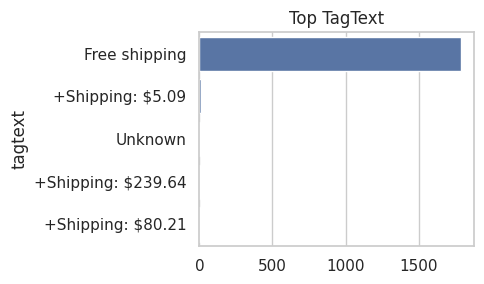 Top TagText
tagtext
Free shipping
+Shipping: $5.09
Unknown
+Shipping: $239.64
+Shipping: $80.21
0 500 1000 1500